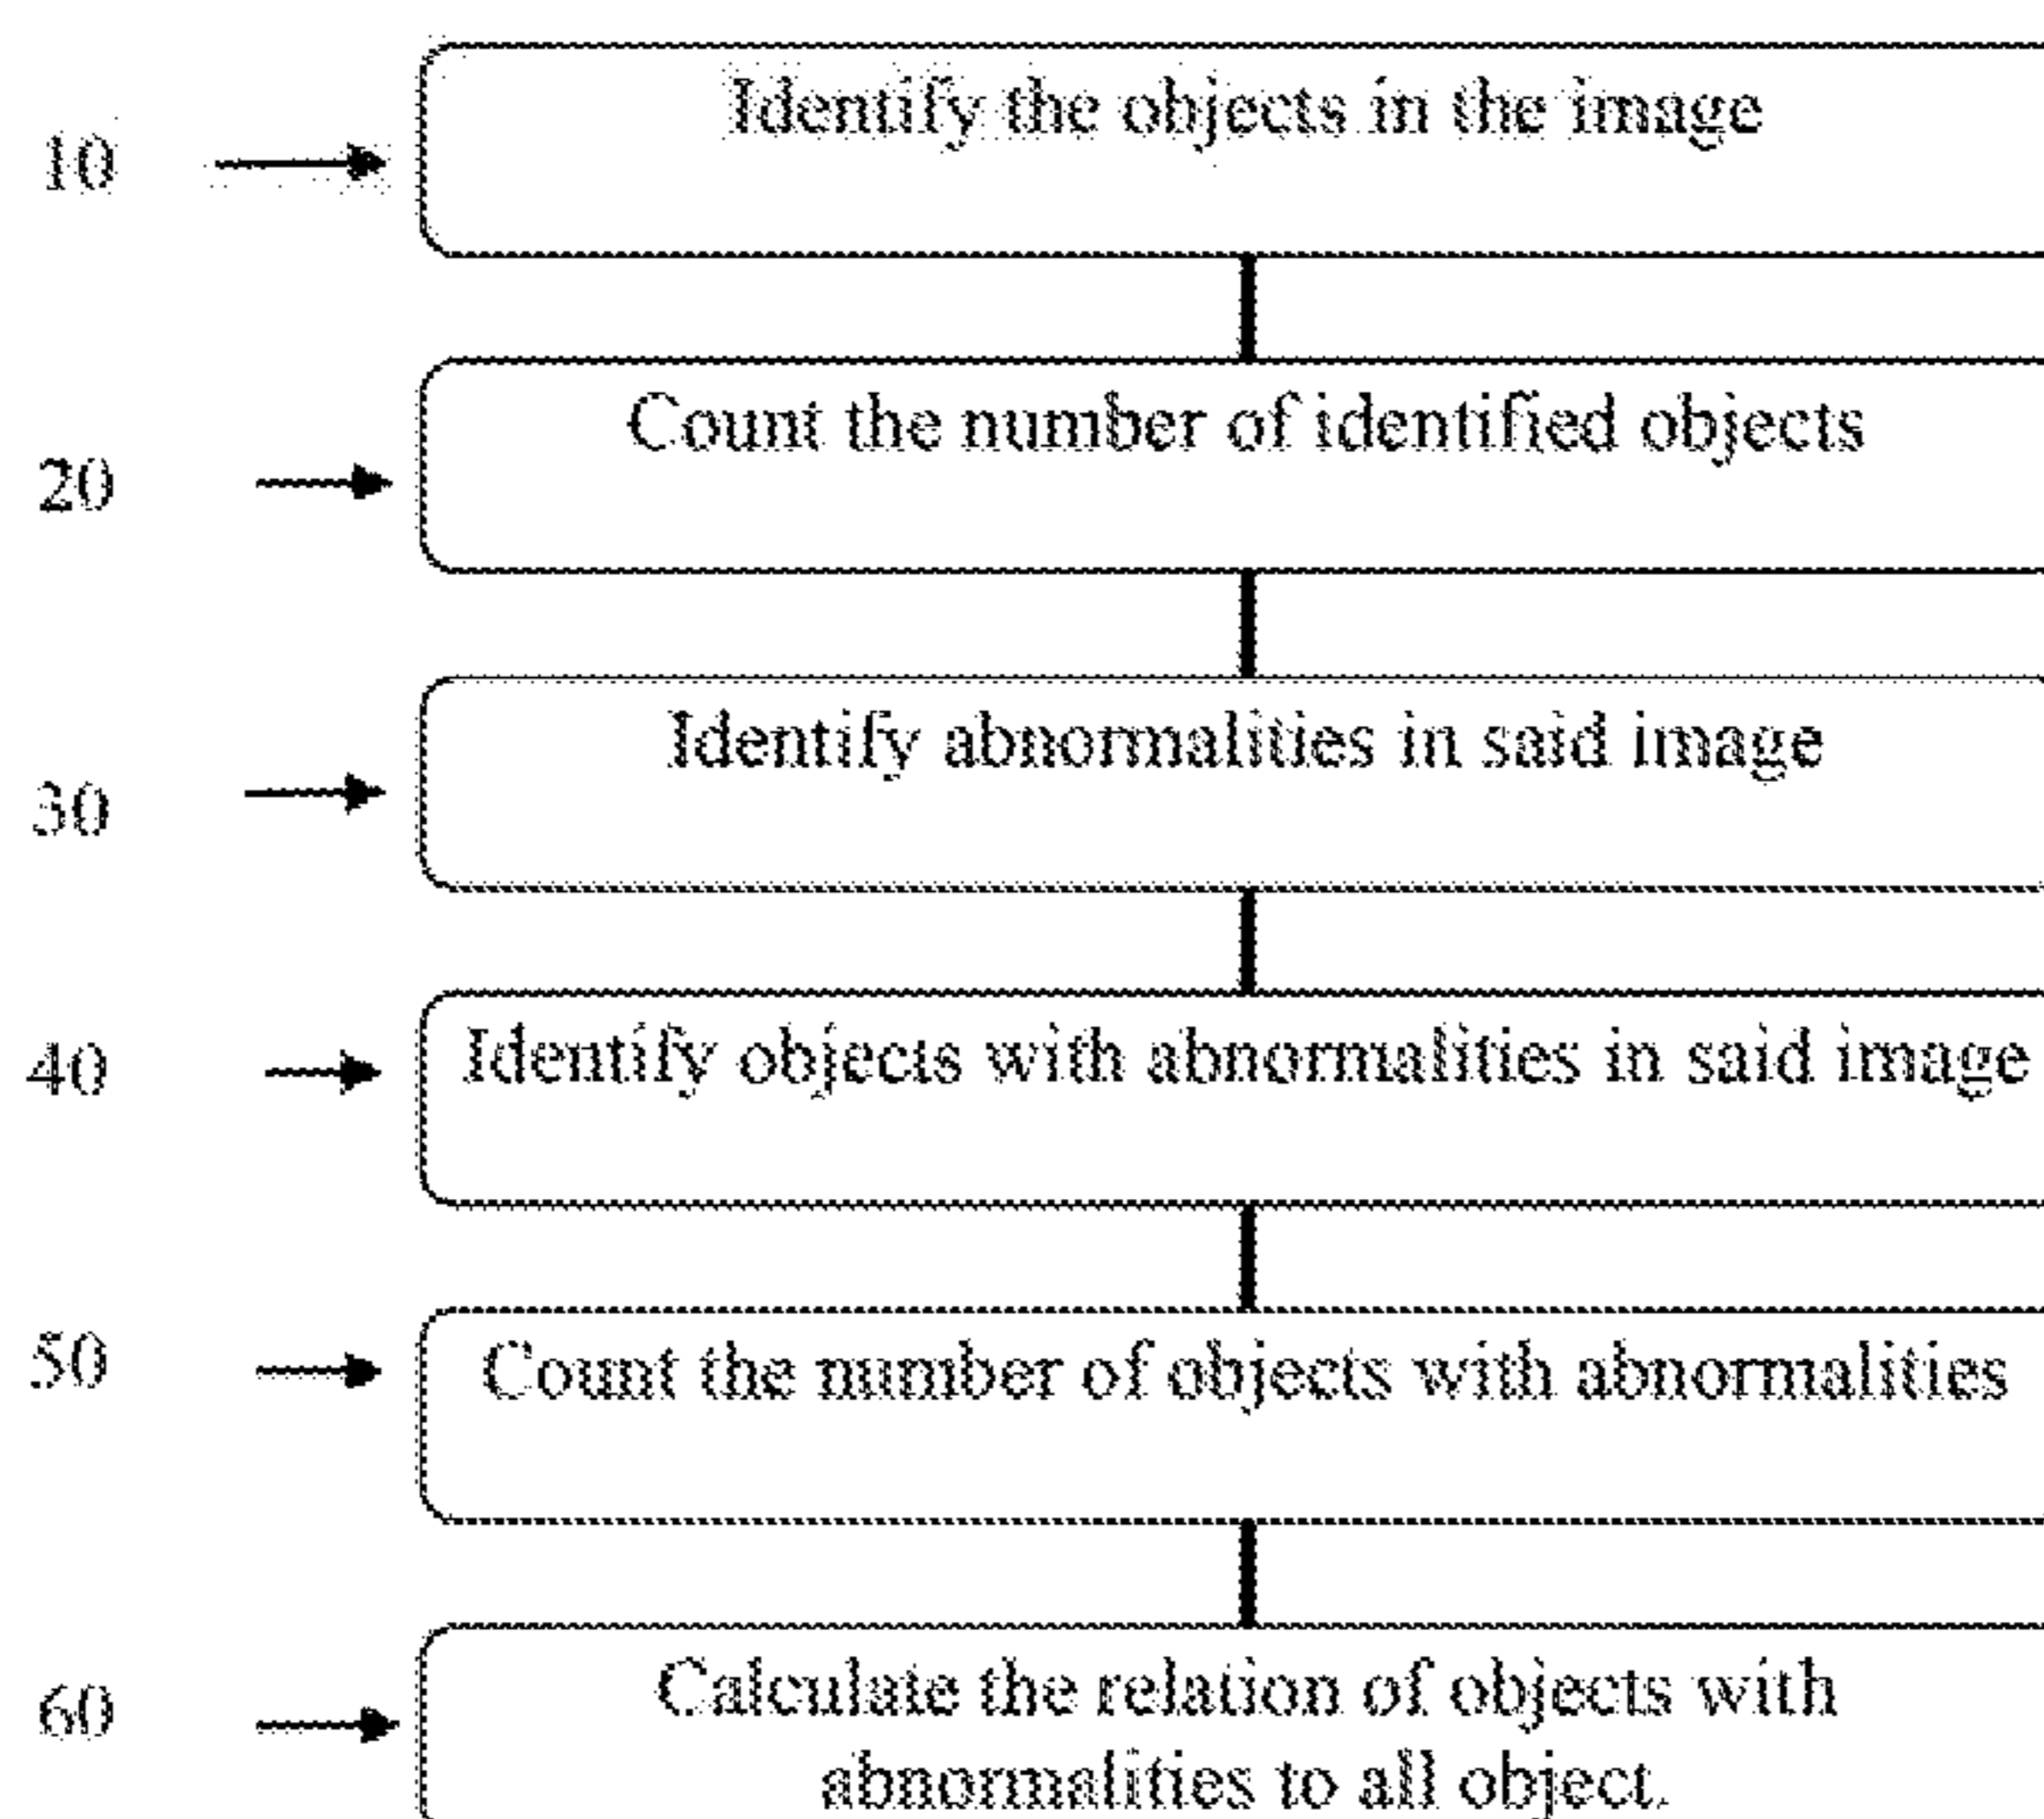 Identify the objects in the image
10
Count the number of identified objects
20
Identify abnormalities in said image
30
Identify objects with abnormalities in said image
40
Count the number of objects with abnormalities
50
Calculate the relation of objects with
60
abnormalities to all object.